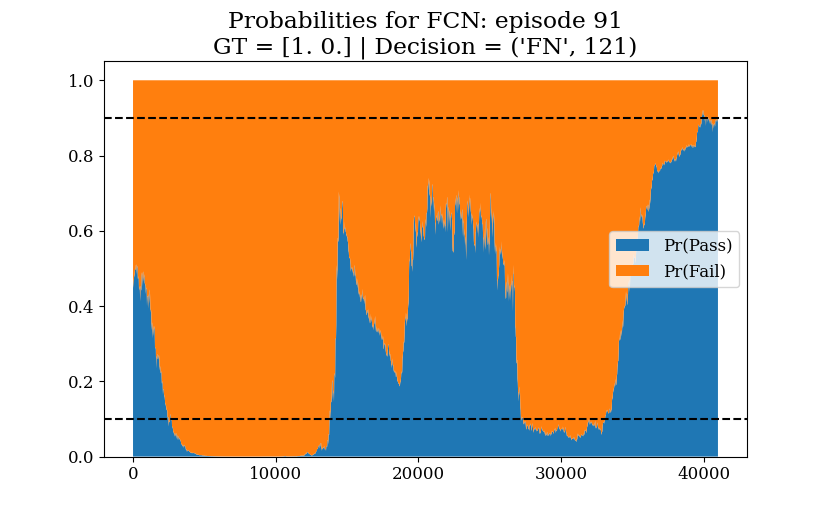 Probabilities for FCN: episode 91
GT = [1. 0.] | Decision = ('FN', 121)
1.0
0.8
0.6
0.4
0.2
0.0
Pr(Pass)
Pr(Fail)
0
10000
20000
30000
40000